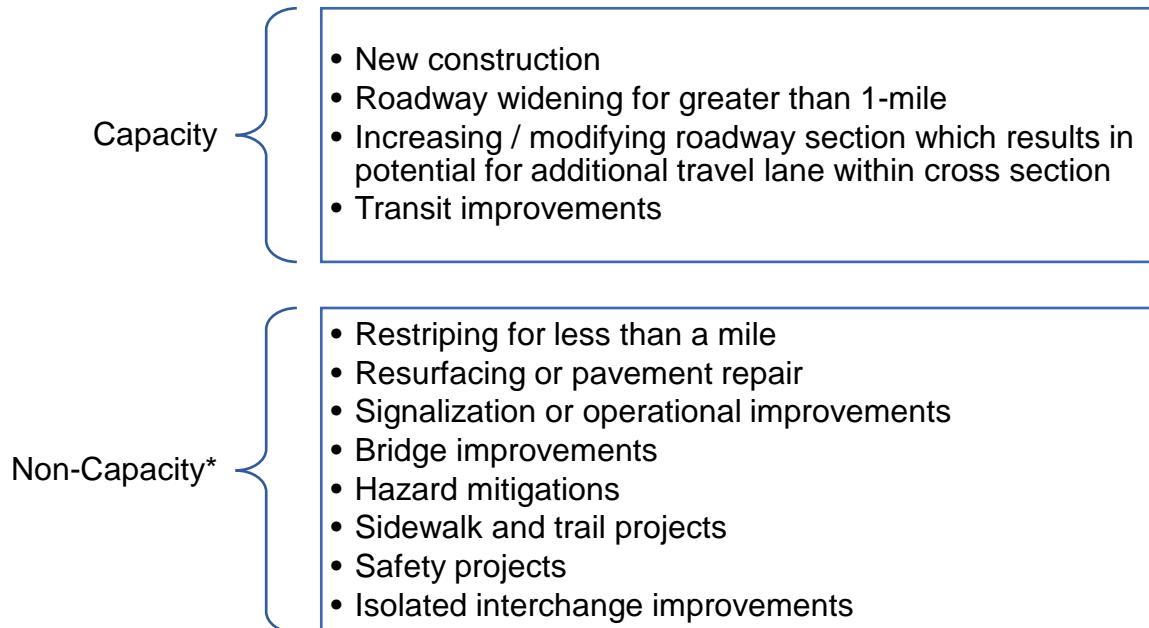 Capacity
• New construction
• Roadway widening for greater than 1-mile
• Increasing / modifying roadway section which results in
potential for additional travel lane within cross section
• Transit improvements
Non-Capacity*
• Restriping for less than a mile
• Resurfacing or pavement repair
• Signalization or operational improvements
• Bridge improvements
• Hazard mitigations
• Sidewalk and trail projects
• Safety projects
• Isolated interchange improvements